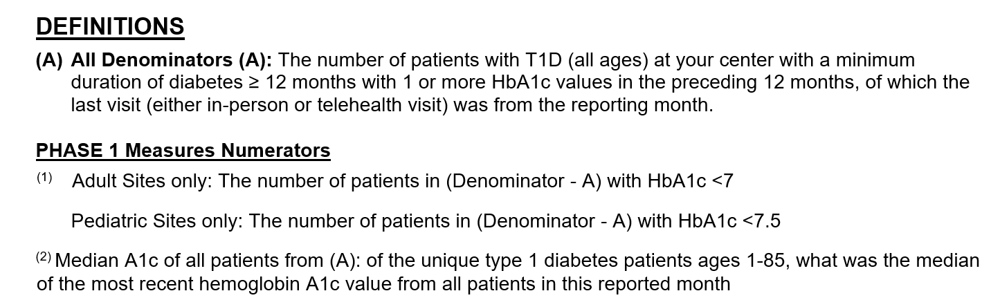 DEFINITIONS
(A) All Denominators (A): The number of patients with T1D (all ages) at your center with a minimum
duration of diabetes ≥ 12 months with 1 or more HbA1c values in the preceding 12 months, of which the
last visit (either in-person or telehealth visit) was from the reporting month.
PHASE 1 Measures Numerators
(1) Adult Sites only: The number of patients in (Denominator - A) with HbA1c <7
Pediatric Sites only: The number of patients in (Denominator - A) with HbA1c <7.5
(2) Median A1c of all patients from (A): of the unique type 1 diabetes patients ages 1-85, what was the median
of the most recent hemoglobin A1c value from all patients in this reported month